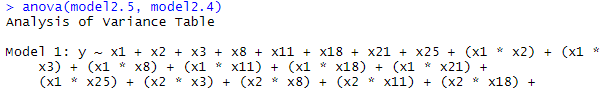 > anova(model2.5, model2.4)
Analysis of Variance Table
Model 1: y ~ x1 + x2 + x3 + x8 + x11 + x18 + x21 + x25 + (x1 * x2) + (x1 *
x3) + (x1 * x8) + (x1 * x11) + (x1 * x18) + (x1 * x21) +
(x1 * x25) + (x2 * x3) + (x2 * x8) + (x2 * x11) + (x2 * x18) +